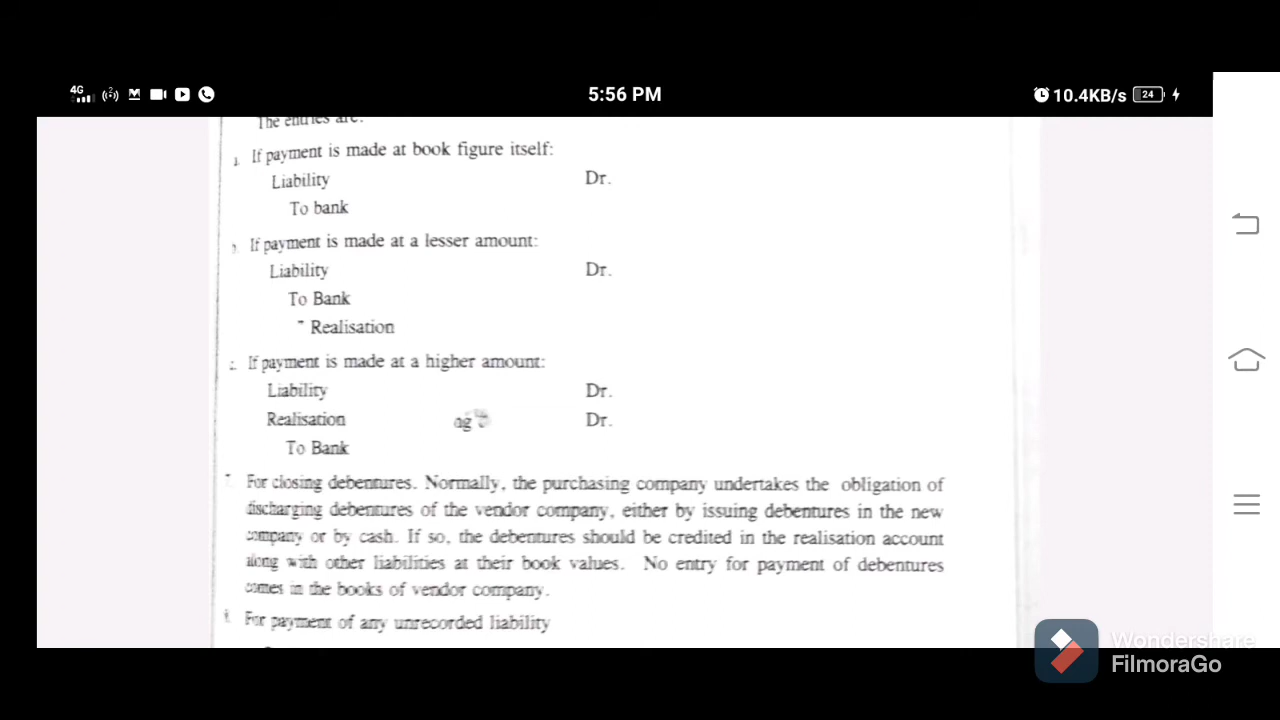 4G
5:56 PM
10.4KB/s 24
The entries are:
a. If payment is made at book figure itself:
Liability Dr.
To bank
b. If payment is made at a lesser amount:
Liability Dr.
To Bank
" Realisation
c. If payment is made at a higher amount:
Liability Dr.
Realisation Dr.
To Bank
7. For closing debentures. Normally, the purchasing company undertakes the obligation of
discharging debentures of the vendor company, either by issuing debentures in the new
company or by cash. If so, the debentures should be credited in the realisation account
along with other liabilities at their book values. No entry for payment of debentures
comes in the books of vendor company.
8. For payment of any unrecorded liability
Wondershare
FilmoraGo